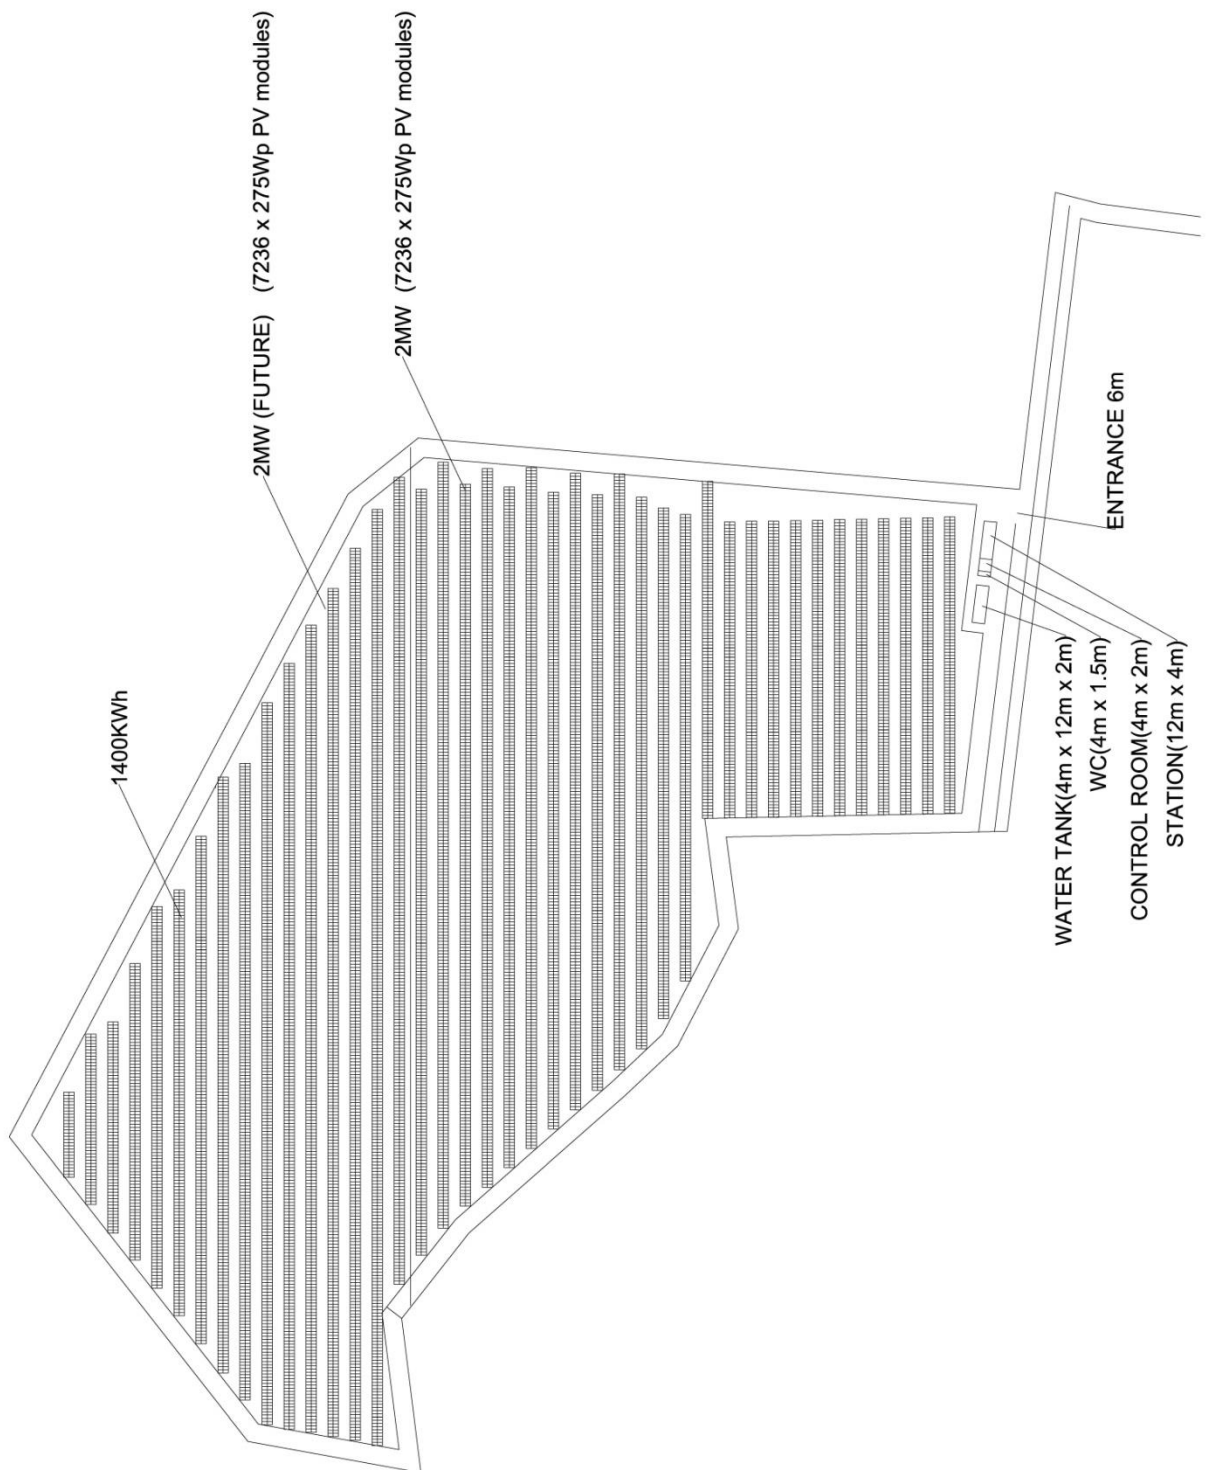 1400KWh
2MW (FUTURE) (7236 x 275Wp PV modules)
2MW (7236 x 275Wp PV modules)
WATER TANK(4m x 12m x 2m)
WC(4m x 1.5m)
CONTROL ROOM(4m x 2m)
STATION(12m x 4m)
ENTRANCE 6m